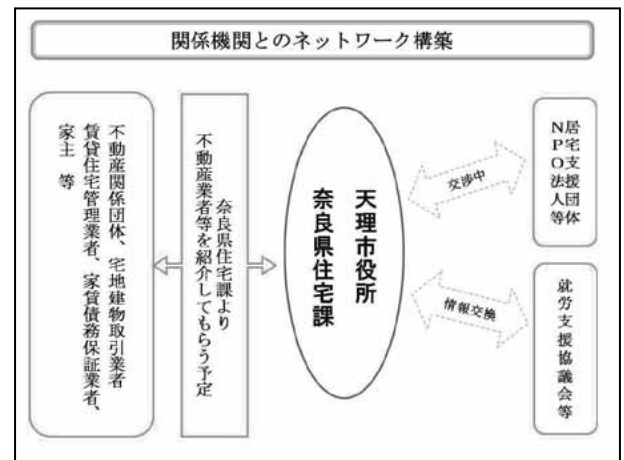 関係機関とのネットワーク構築
不動産関係団体、宅地建物取引業者
賃貸住宅管理業者、家賃債務保証業者、
家主 等
奈良県住宅課より
不動産業者等を紹介してもらう予定
天理市役所
奈良県住宅課
交渉中
居宅支援団体
NPO法人等
情報交換
就労支援協議会等